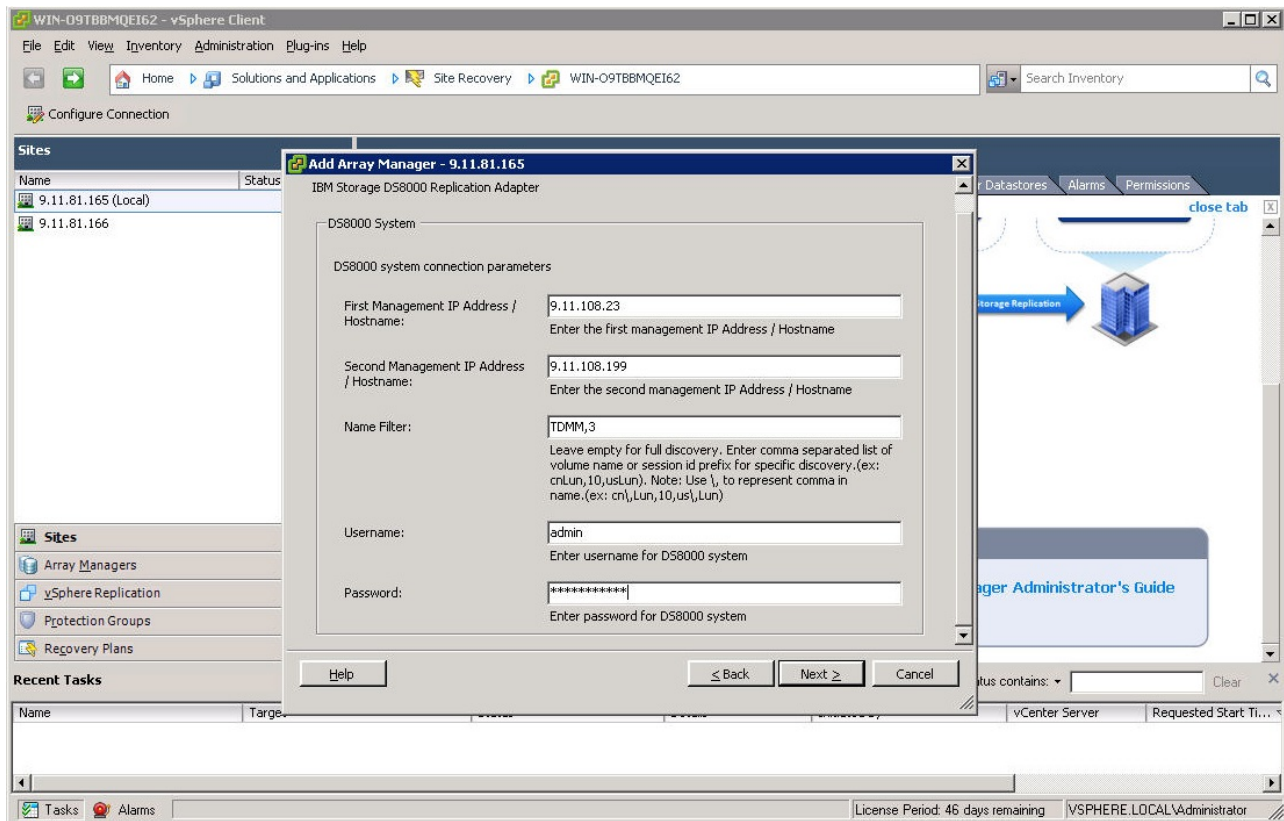 WIN-O9TBBMQEI62 - vSphere Client
File Edit View Inventory Administration Plug-ins Help
Home Solutions and Applications Site Recovery WIN-O9TBBMQEI62
Search Inventory
Configure Connection
Sites
Name Status
9.11.81.165 (Local)
9.11.81.166
Add Array Manager - 9.11.81.165
IBM Storage DS8000 Replication Adapter
DS8000 System
DS8000 system connection parameters
First Management IP Address / Hostname:
9.11.108.23
Enter the first management IP Address / Hostname
Second Management IP Address / Hostname:
9.11.108.199
Enter the second management IP Address / Hostname
Name Filter:
TDMM,3
Leave empty for full discovery. Enter comma separated list of
volume name or session id prefix for specific discovery.(ex:
cnLun,10,usLun). Note: Use \, to represent comma in
name.(ex: cn\,Lun,10,us\,Lun)
Username:
admin
Enter username for DS8000 system
Password:
***********
Enter password for DS8000 system
Help
< Back
Next >
Cancel
r Datastores Alarms Permissions
close tab
torage Replication
ager Administrator's Guide
Sites
Array Managers
vSphere Replication
Protection Groups
Recovery Plans
Recent Tasks
tus contains:
Clear
Name Target vCenter Server Requested Start Ti...
Tasks Alarms
License Period: 46 days remaining
VSPHERE.LOCAL\Administrator